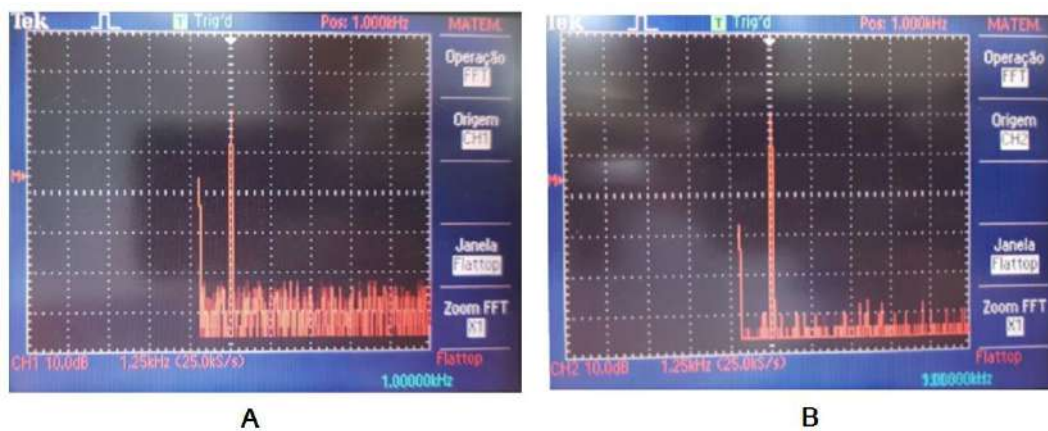 Tek Trig'd Pos: 1.000kHz MATEM.
Operação
FFT
Origem
CH1
M
Janela
Flattop
Zoom FFT
X1
CH1 10.0dB 1.25kHz (25.0kS/s) Flattop
1.00000kHz
A
Tek Trig'd Pos: 1.000kHz MATEM.
Operação
FFT
Origem
CH2
M
Janela
Flattop
Zoom FFT
X1
CH2 10.0dB 1.25kHz (25.0kS/s) Flattop
B